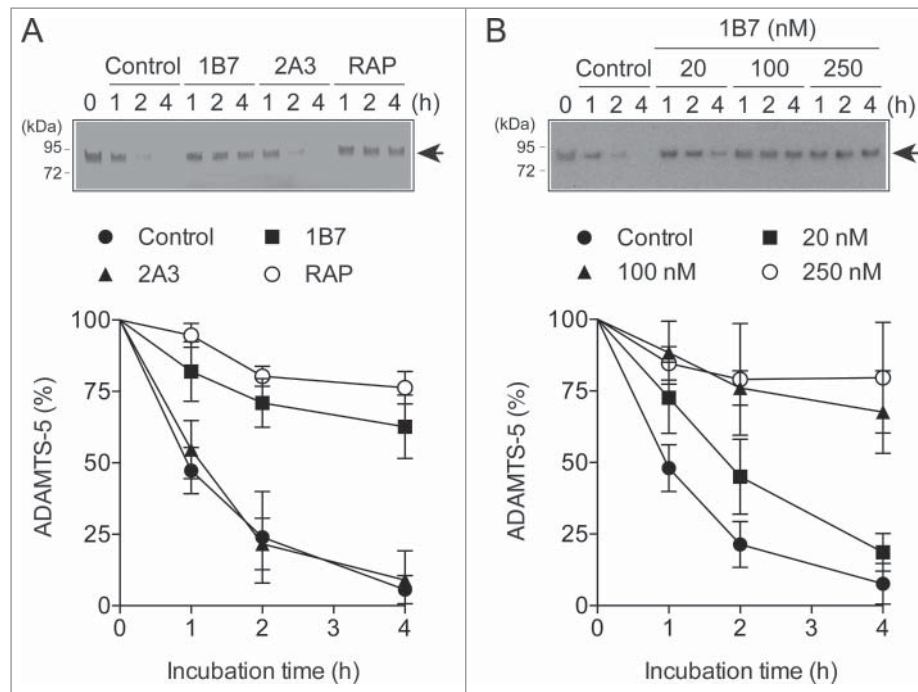 A
Control 1B7 2A3 RAP
0 1 2 4 1 2 4 1 2 4 1 2 4 (h)
(kDa)
95
72
Control 1B7
2A3 RAP
100
75
50
25
0
ADAMTS-5 (%)
0 1 2 3 4
Incubation time (h)
B
1B7 (nM)
Control 20 100 250
0 1 2 4 1 2 4 1 2 4 1 2 4 (h)
(kDa)
95
72
Control 20 nM
100 nM 250 nM
100
75
50
25
0
ADAMTS-5 (%)
0 1 2 3 4
Incubation time (h)